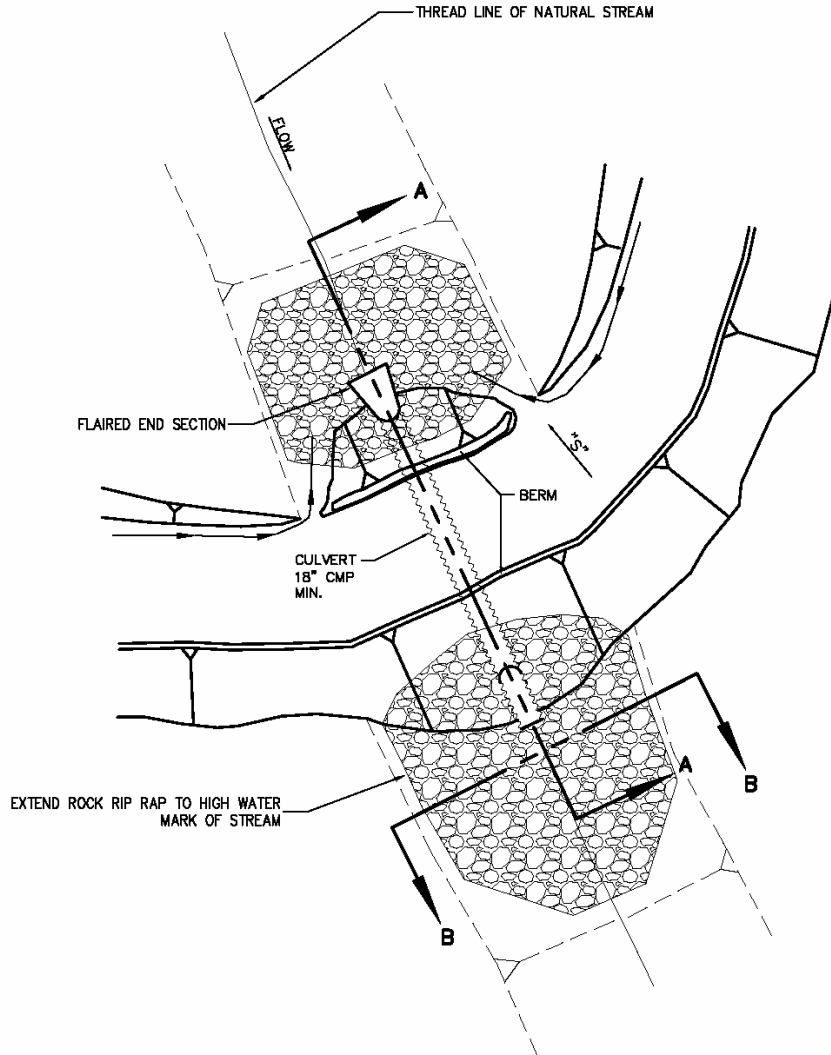 THREAD LINE OF NATURAL STREAM
FLOW
A
FLAIRED END SECTION
"S"
BERM
CULVERT
18" CMP
MIN.
A
B
EXTEND ROCK RIP RAP TO HIGH WATER
MARK OF STREAM
B